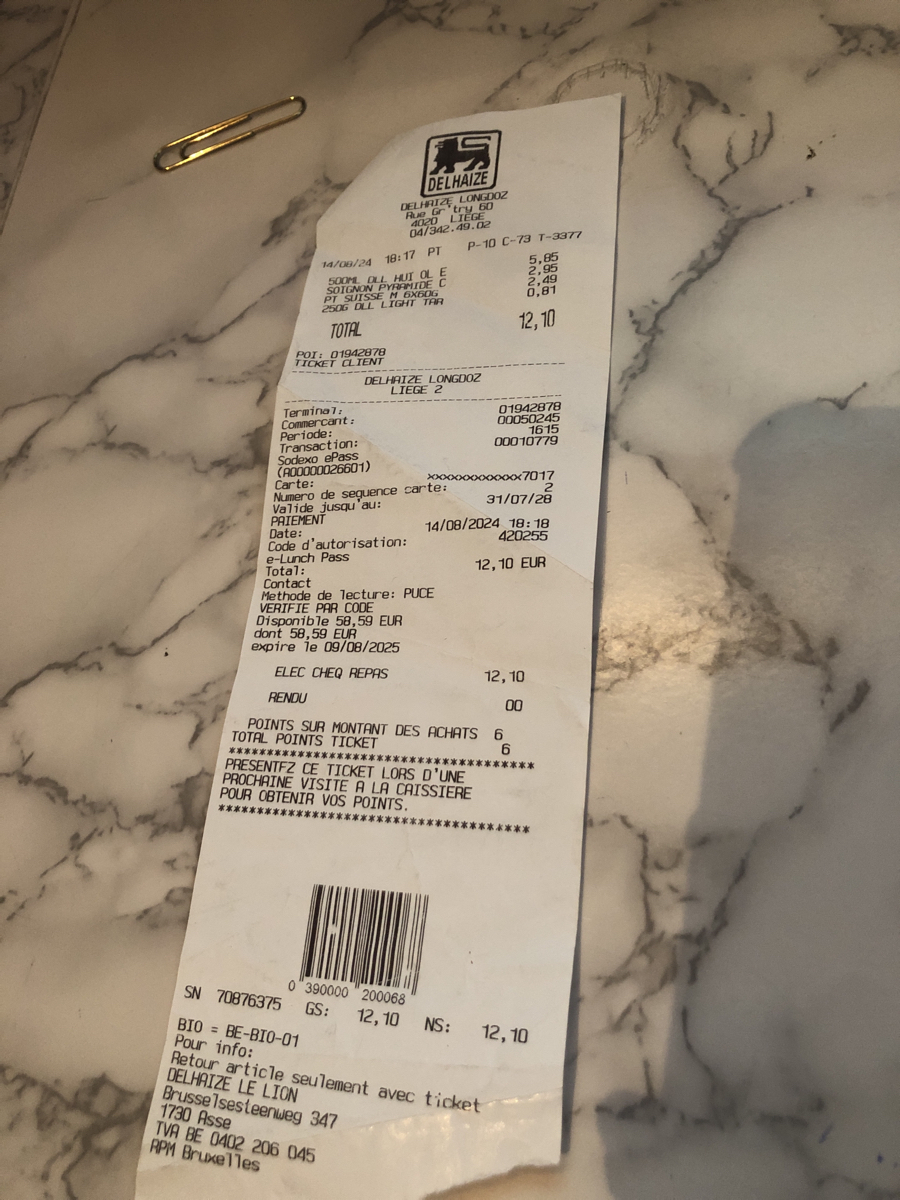 DELHAIZE
DELHAIZE LONGDOZ
Rue Gr'try 60
4020 LIEGE
04/342.49.02
14/08/24 18:17 PT P-10 C-73 T-3377
500ML DLL HUI OL E 5,85
SOIGNON PYRAMIDE C 2,95
PT SUISSE M 6X60G 2,49
250G DLL LIGHT TAR 0,81
TOTAL 12,10
POI: 01942878
TICKET CLIENT
DELHAIZE LONGDOZ
LIEGE 2
Terminal: 01942878
Commercant: 00050245
Periode: 1615
Transaction: 00010779
Sodexo ePass
(A00000026601)
Carte: xxxxxxxxxxxx7017
Numero de sequence carte: 2
Valide jusqu'au: 31/07/28
PAIEMENT
Date: 14/08/2024 18:18
Code d'autorisation: 420255
e-Lunch Pass
Total: 12,10 EUR
Contact
Methode de lecture: PUCE
VERIFIE PAR CODE
Disponible 58,59 EUR
dont 58,59 EUR
expire le 09/08/2025
ELEC CHEQ REPAS 12,10
RENDU 00
POINTS SUR MONTANT DES ACHATS 6
TOTAL POINTS TICKET 6
************************************
PRESENTEZ CE TICKET LORS D'UNE
PROCHAINE VISITE A LA CAISSIERE
POUR OBTENIR VOS POINTS.
************************************
0 390000 200068
SN 70876375 GS: 12,10 NS: 12,10
BIO = BE-BIO-01
Pour info:
Retour article seulement avec ticket
DELHAIZE LE LION
Brusselsesteenweg 347
1730 Asse
TVA BE 0402 206 045
RPM Bruxelles